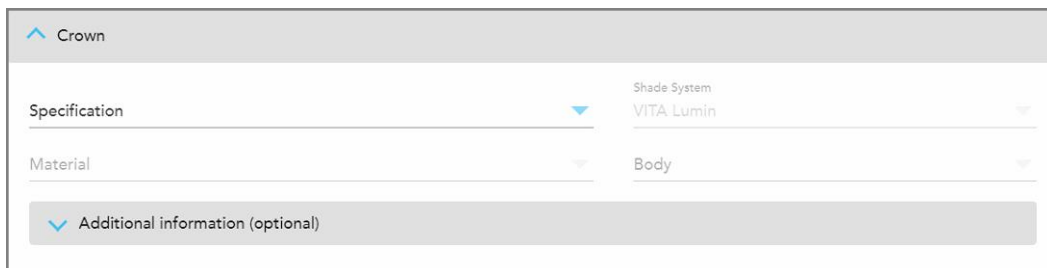 Crown
Shade System
Specification
VITA Lumin
Material
Body
Additional information (optional)